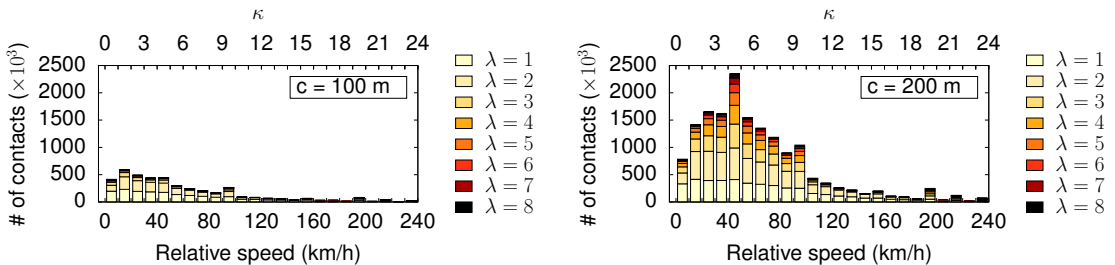 κ
0 3 6 9 12 15 18 21 24
# of contacts (×10³)
2500
2000
1500
1000
500
0
c = 100 m
0 40 80 120 160 200 240
Relative speed (km/h)
λ = 1
λ = 2
λ = 3
λ = 4
λ = 5
λ = 6
λ = 7
λ = 8
κ
0 3 6 9 12 15 18 21 24
# of contacts (×10³)
2500
2000
1500
1000
500
0
c = 200 m
0 40 80 120 160 200 240
Relative speed (km/h)
λ = 1
λ = 2
λ = 3
λ = 4
λ = 5
λ = 6
λ = 7
λ = 8